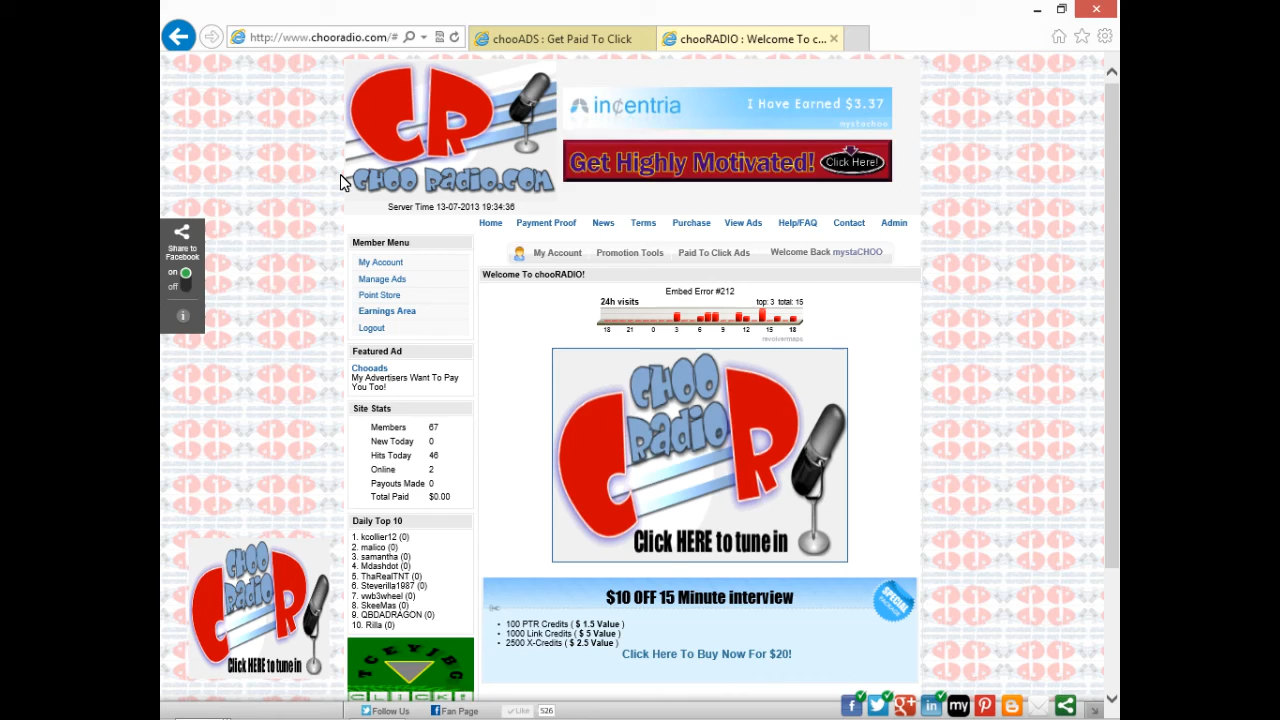 http://www.chooradio.com/#
chooADS : Get Paid To Click
chooRADIO : Welcome To c...
CR
CHOO RADIO.COM
in¢entria
I Have Earned $3.37
mystachoo
Get Highly Motivated!
Click Here!
Server Time 13-07-2013 19:34:36
Home Payment Proof News Terms Purchase View Ads Help/FAQ Contact Admin
Share to
Facebook
on
off
i
Member Menu
My Account
Manage Ads
Point Store
Earnings Area
Logout
My Account Promotion Tools Paid To Click Ads Welcome Back mystaCHOO
Welcome To chooRADIO!
Embed Error #212
24h visits top: 3 total: 15
18 21 0 3 6 9 12 15 18
revolvermaps
CHOO
Radio
CR
Click HERE to tune in
Featured Ad
Chooads
My Advertisers Want To Pay
You Too!
Site Stats
Members 67
New Today 0
Hits Today 46
Online 2
Payouts Made 0
Total Paid $0.00
Daily Top 10
1. kcollier12 (0)
2. malico (0)
3. samantha (0)
4. Mdashdot (0)
5. ThaRealTNT (0)
6. Steverilla1987 (0)
7. vwb3wheel (0)
8. SkeeMas (0)
9. QBDADRAGON (0)
10. Rilla (0)
CHOO
Radio
CR
Click HERE to tune in
ICEYJBG
CLICK!
$10 OFF 15 Minute interview
SPECIAL
100 PTR Credits ( $ 1.5 Value )
1000 Link Credits ( $ 5 Value )
2500 X-Credits ( $ 2.5 Value )
Click Here To Buy Now For $20!
Follow Us
Fan Page
Like
526